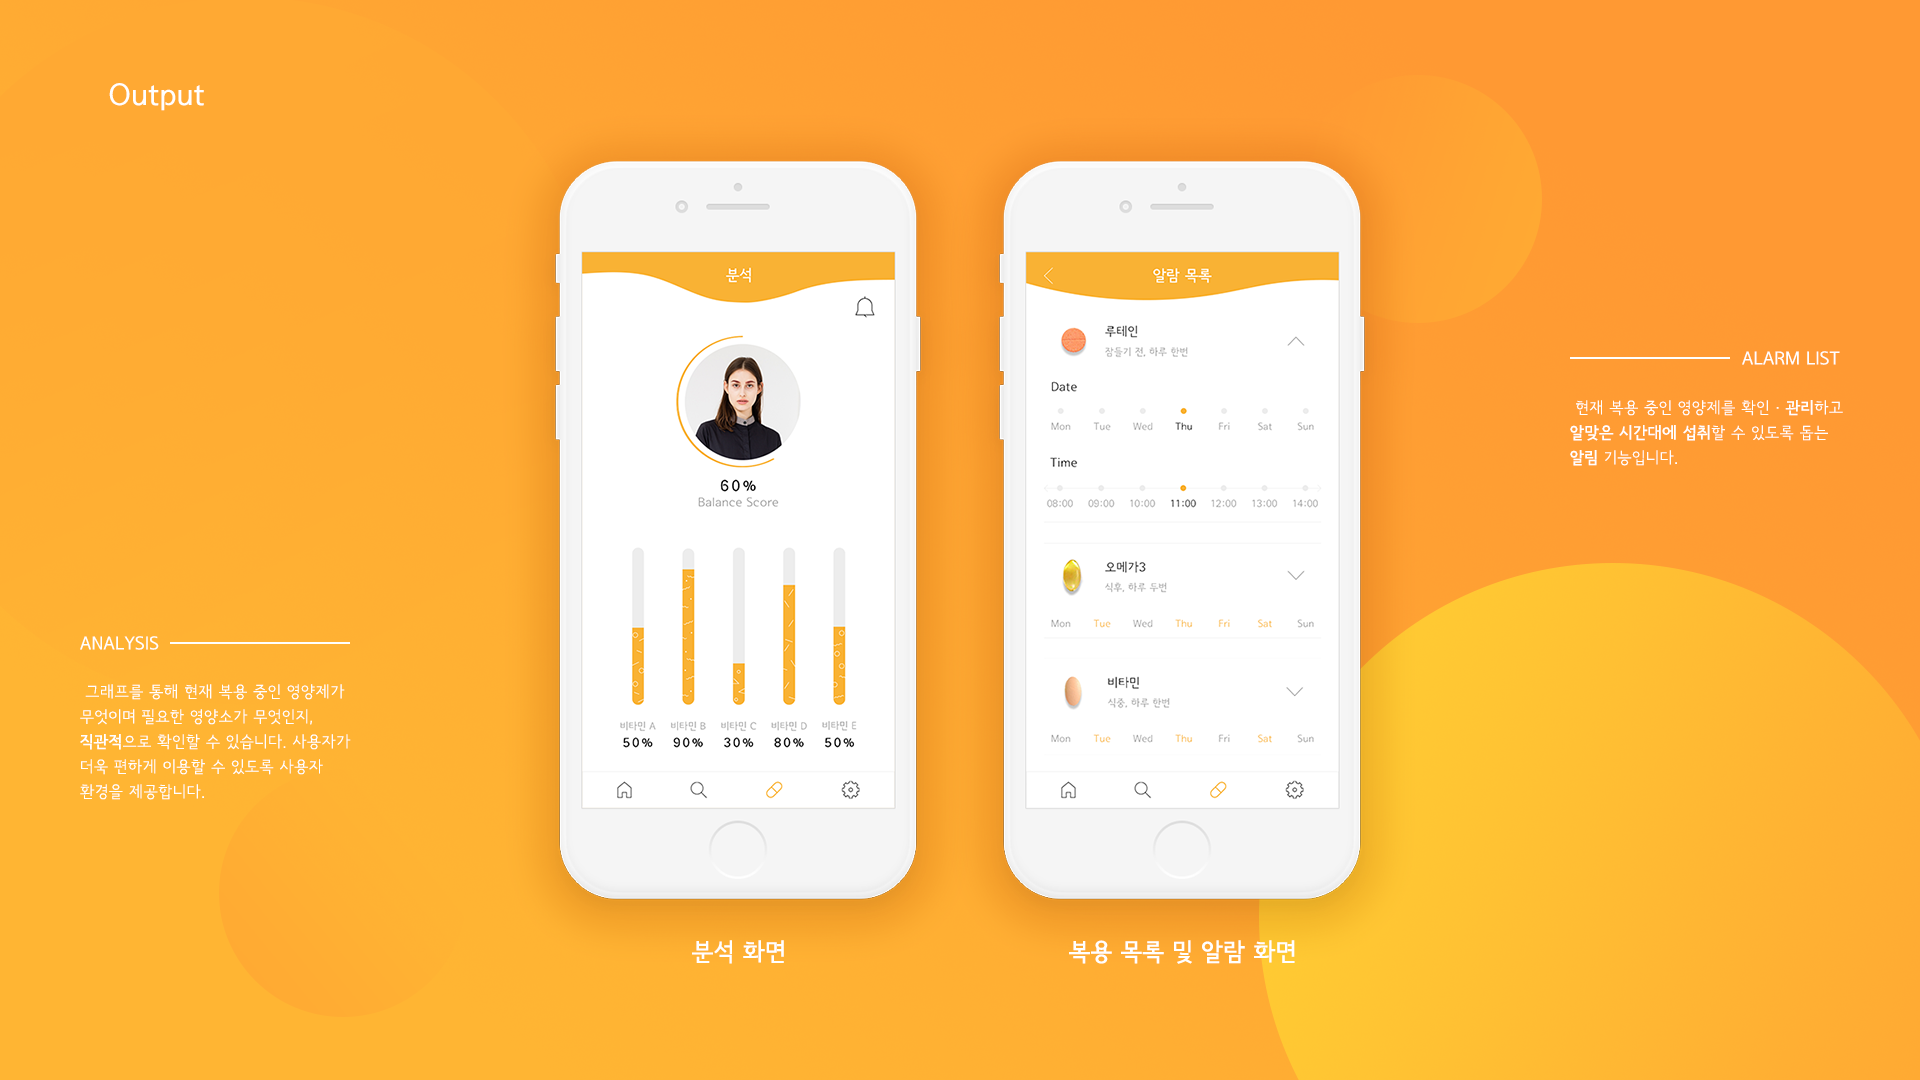 Output
분석
60%
Balance Score
비타민 A 비타민 B 비타민 C 비타민 D 비타민 E
50% 90% 30% 80% 50%
알람 목록
루테인
잠들기 전, 하루 한번
Date
Mon Tue Wed Thu Fri Sat Sun
Time
08:00 09:00 10:00 11:00 12:00 13:00 14:00
오메가3
식후, 하루 두번
Mon Tue Wed Thu Fri Sat Sun
비타민
식중, 하루 한번
Mon Tue Wed Thu Fri Sat Sun
ANALYSIS
그래프를 통해 현재 복용 중인 영양제가
무엇이며 필요한 영양소가 무엇인지,
직관적으로 확인할 수 있습니다. 사용자가
더욱 편하게 이용할 수 있도록 사용자
환경을 제공합니다.
ALARM LIST
현재 복용 중인 영양제를 확인 · 관리하고
알맞은 시간대에 섭취할 수 있도록 돕는
알림 기능입니다.
분석 화면
복용 목록 및 알람 화면